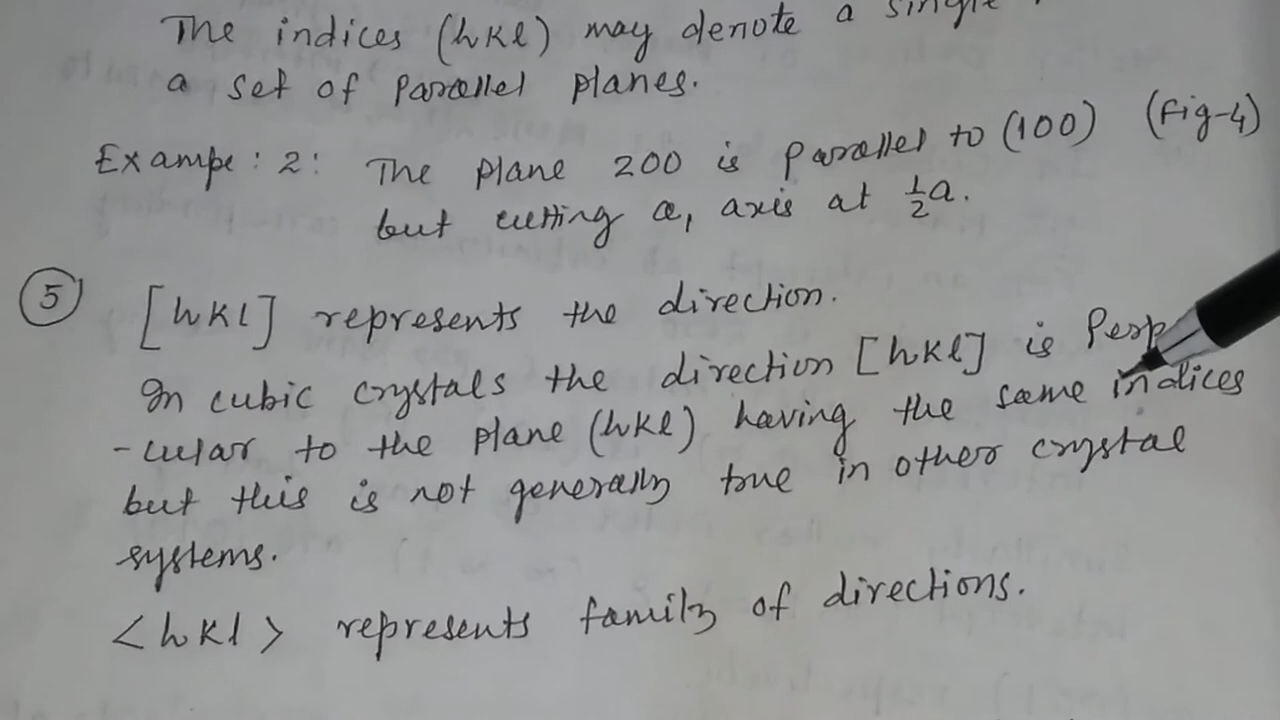 The indices (hkl) may denote a single
a set of parallel planes.
Exampe: 2: The plane 200 is parallel to (100) (Fig-4)
but cutting a, axis at 1/2 a.
5 [hkl] represents the direction.
In cubic crystals the direction [hkl] is Perp
-cular to the plane (hkl) having the same indices
but this is not generally true in other crystal
systems.
<hkl> represents family of directions.